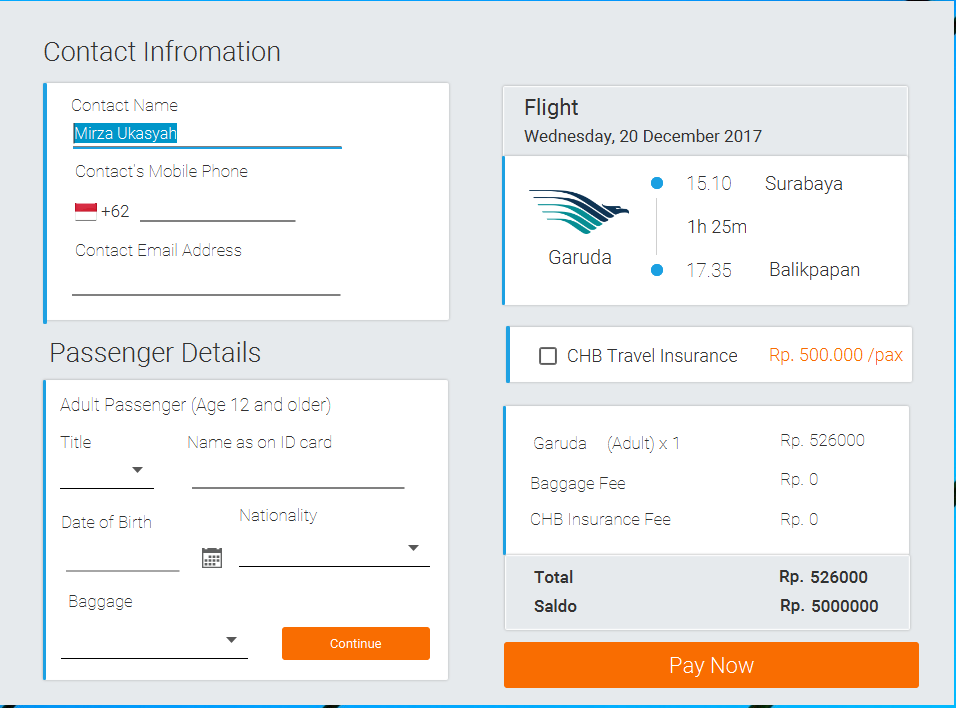 Contact Infromation
Contact Name
Mirza Ukasyah
Contact's Mobile Phone
+62
Contact Email Address
Passenger Details
Adult Passenger (Age 12 and older)
Title
Name as on ID card
Date of Birth
Nationality
Baggage
Continue
Flight
Wednesday, 20 December 2017
15.10 Surabaya
1h 25m
Garuda
17.35 Balikpapan
CHB Travel Insurance Rp. 500.000 /pax
Garuda (Adult) x 1 Rp. 526000
Baggage Fee Rp. 0
CHB Insurance Fee Rp. 0
Total Rp. 526000
Saldo Rp. 5000000
Pay Now